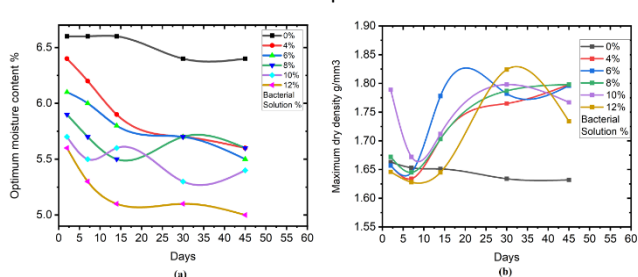 Optimum moisture content %
6.5
6.0
5.5
5.0
0 5 10 15 20 25 30 35 40 45 50 55 60
Days
(a)
0%
4%
6%
8%
10%
12%
Bacterial
Solution %
Maximum dry density g/mm3
1.90
1.85
1.80
1.75
1.70
1.65
1.60
1.55
0 5 10 15 20 25 30 35 40 45 50 55 60
Days
(b)
0%
4%
6%
8%
10%
12%
Bacterial
Solution %